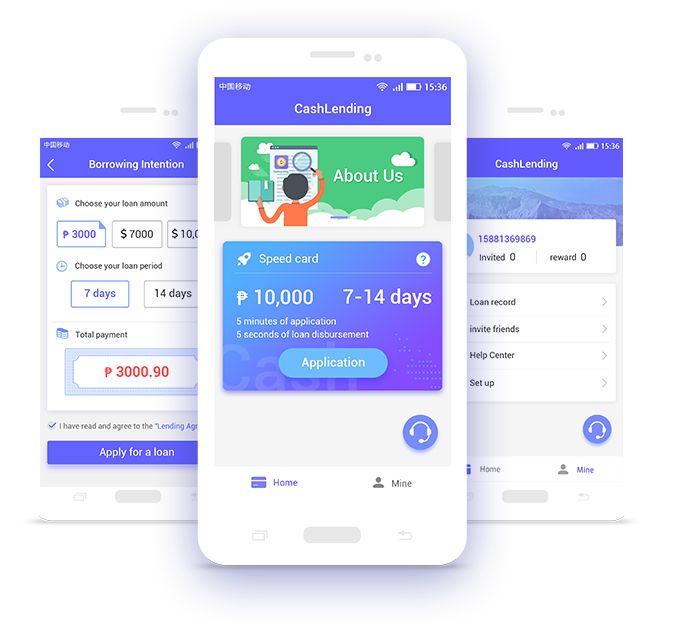 中国移动
Borrowing Intention
Choose your loan amount
₱ 3000
$ 7000
$ 10,0
Choose your loan period
7 days
14 days
Total payment
₱ 3000.90
I have read and agree to the "Lending Agr
Apply for a loan
中国移动 15:36
CashLending
About Us
Speed card ?
₱ 10,000 7-14 days
5 minutes of application
5 seconds of loan disbursement
Cash
Application
Home Mine
15:36
CashLending
15881369869
Invited 0 reward 0
Loan record
invite friends
Help Center
Set up
Home Mine